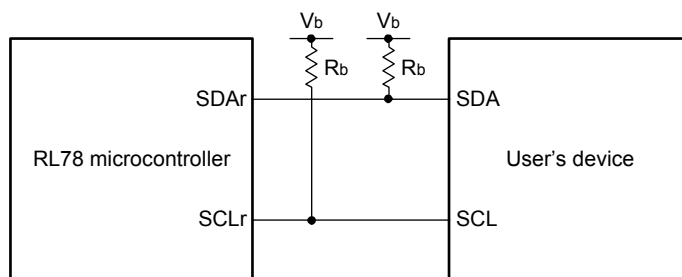 Vb
Vb
Rb
Rb
SDAr
SDA
RL78 microcontroller
User’s device
SCLr
SCL